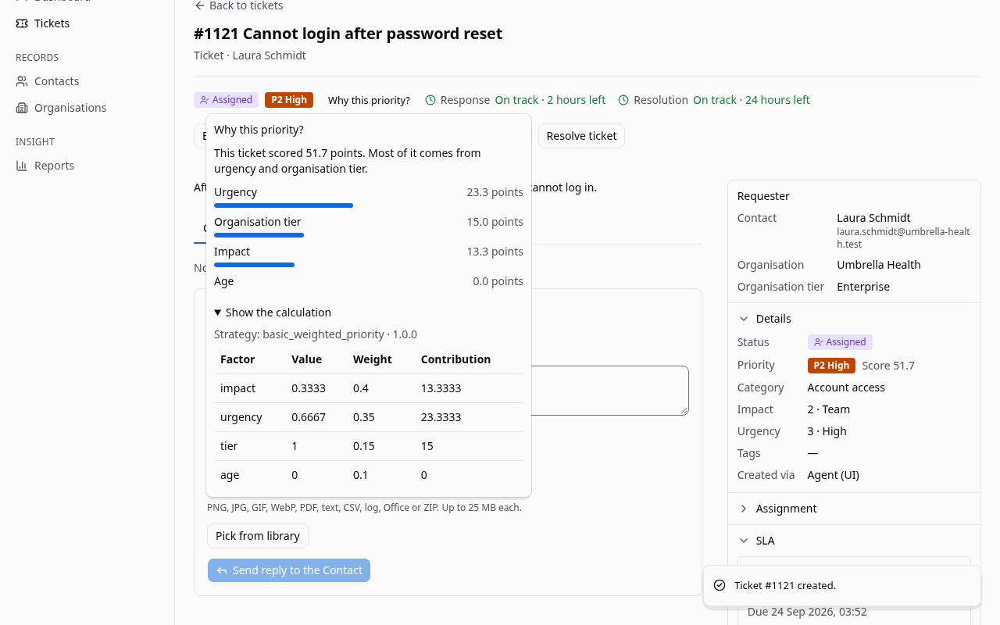 Tickets
RECORDS
Contacts
Organisations
INSIGHT
Reports
Back to tickets
#1121 Cannot login after password reset
Ticket · Laura Schmidt
Assigned
P2 High
Why this priority?
Response On track · 2 hours left
Resolution On track · 24 hours left
Resolve ticket
cannot log in.
Why this priority?
This ticket scored 51.7 points. Most of it comes from
urgency and organisation tier.
Urgency 23.3 points
Organisation tier 15.0 points
Impact 13.3 points
Age 0.0 points
Show the calculation
Strategy: basic_weighted_priority · 1.0.0
Factor Value Weight Contribution
impact 0.3333 0.4 13.3333
urgency 0.6667 0.35 23.3333
tier 1 0.15 15
age 0 0.1 0
PNG, JPG, GIF, WebP, PDF, text, CSV, log, Office or ZIP. Up to 25 MB each.
Pick from library
Send reply to the Contact
Requester
Contact Laura Schmidt
laura.schmidt@umbrella-healt
h.test
Organisation Umbrella Health
Organisation tier Enterprise
Details
Status Assigned
Priority P2 High Score 51.7
Category Account access
Impact 2 · Team
Urgency 3 · High
Tags —
Created via Agent (UI)
Assignment
SLA
Ticket #1121 created.
Due 24 Sep 2026, 03:52